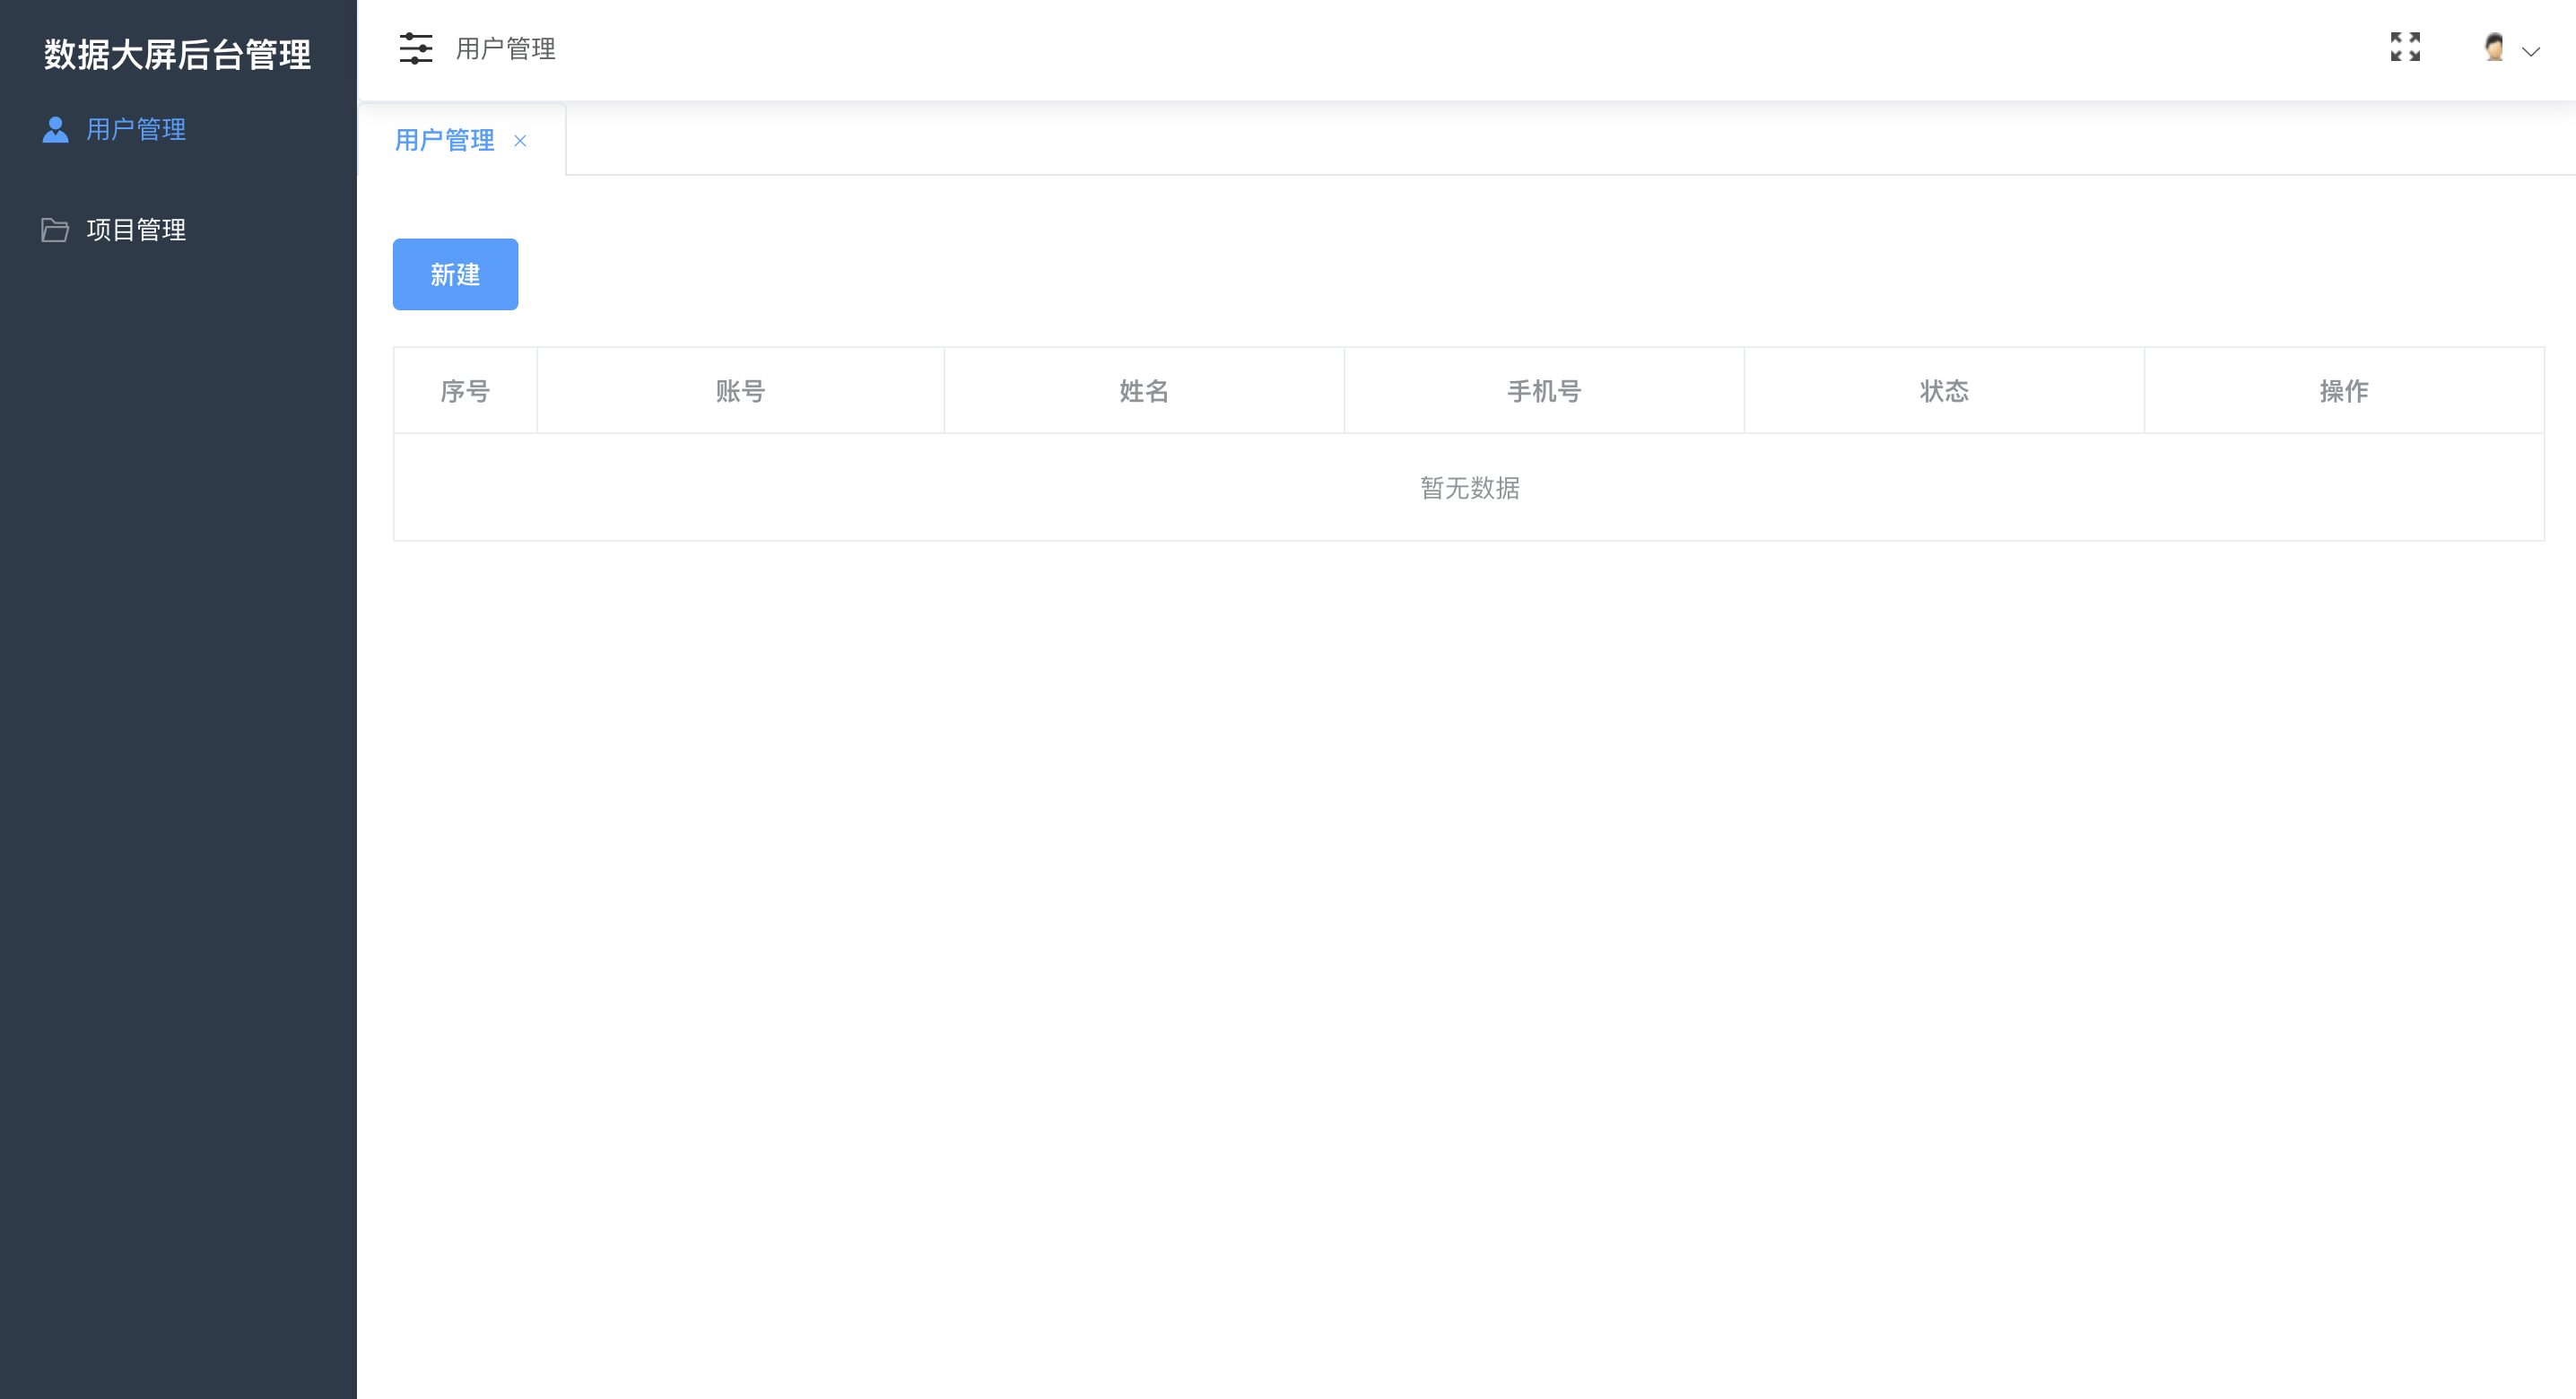 数据大屏后台管理
用户管理
项目管理
用户管理
用户管理
新建
序号 账号 姓名 手机号 状态 操作
暂无数据